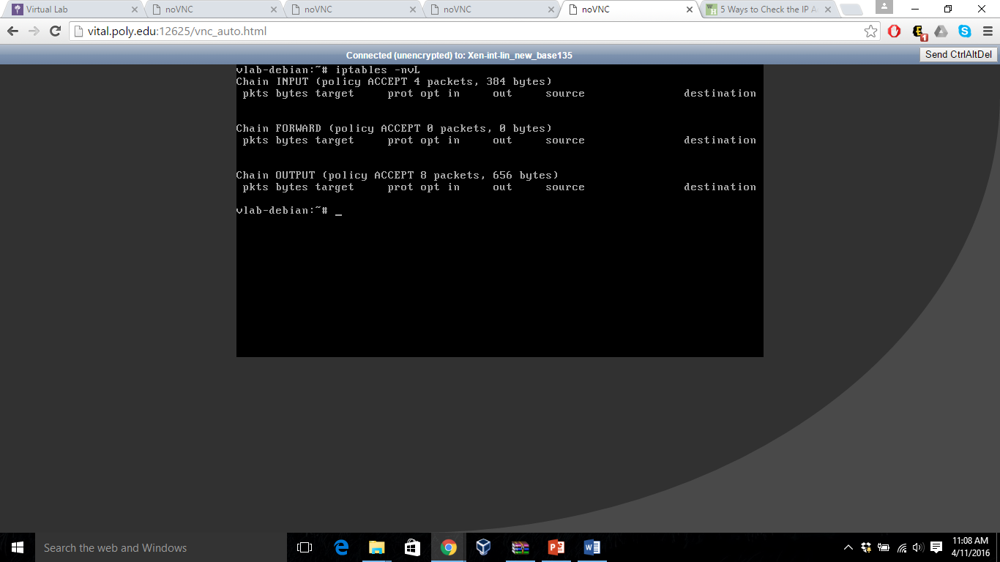 Virtual Lab
noVNC
noVNC
noVNC
noVNC
5 Ways to Check the IP A
vital.poly.edu:12625/vnc_auto.html
1
Connected (unencrypted) to: Xen-int-lin_new_base135
Send CtrlAltDel
vlab-debian:~# iptables -nvL
Chain INPUT (policy ACCEPT 4 packets, 384 bytes)
pkts bytes target prot opt in out source destination
Chain FORWARD (policy ACCEPT 0 packets, 0 bytes)
pkts bytes target prot opt in out source destination
Chain OUTPUT (policy ACCEPT 8 packets, 656 bytes)
pkts bytes target prot opt in out source destination
vlab-debian:~# _
Search the web and Windows
11:08 AM
4/11/2016